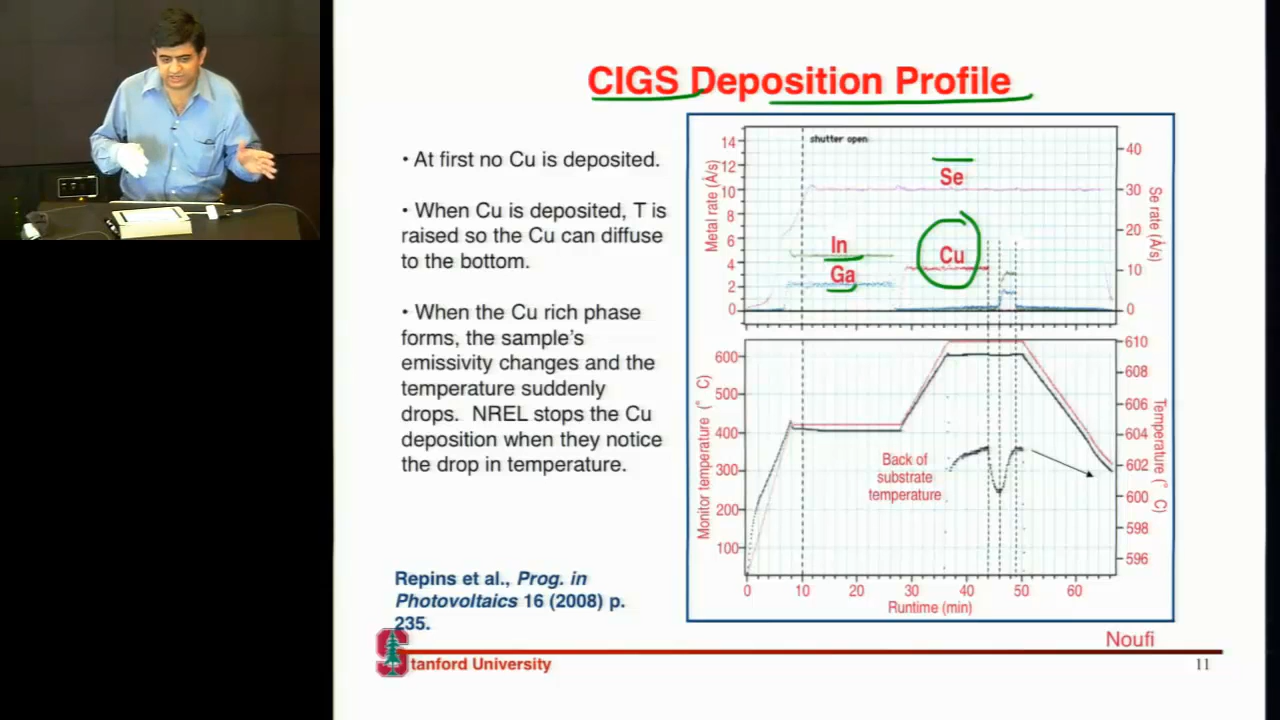 CIGS Deposition Profile
• At first no Cu is deposited.
• When Cu is deposited, T is
raised so the Cu can diffuse
to the bottom.
• When the Cu rich phase
forms, the sample's
emissivity changes and the
temperature suddenly
drops. NREL stops the Cu
deposition when they notice
the drop in temperature.
Repins et al., Prog. in
Photovoltaics 16 (2008) p.
235.
shutter open
Se
In
Ga
Cu
Metal rate (Å/s)
14
12
10
8
6
4
2
0
Se rate (Å/s)
40
30
20
10
0
Monitor temperature (° C)
600
500
400
300
200
100
Temperature (° C)
610
608
606
604
602
600
598
596
Back of
substrate
temperature
0 10 20 30 40 50 60
Runtime (min)
Noufi
Stanford University
11